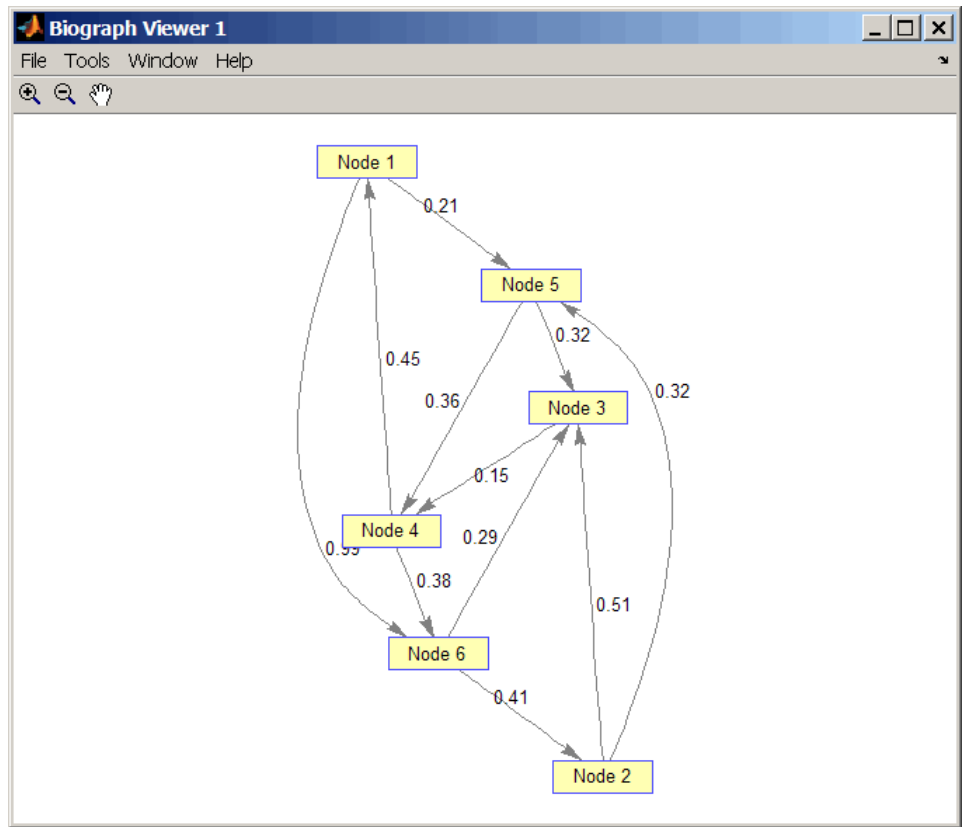 Biograph Viewer 1
File Tools Window Help
Node 1
0.21
Node 5
0.32
0.45
0.32
0.36
Node 3
0.15
Node 4
0.29
0.99
0.38
0.51
Node 6
0.41
Node 2